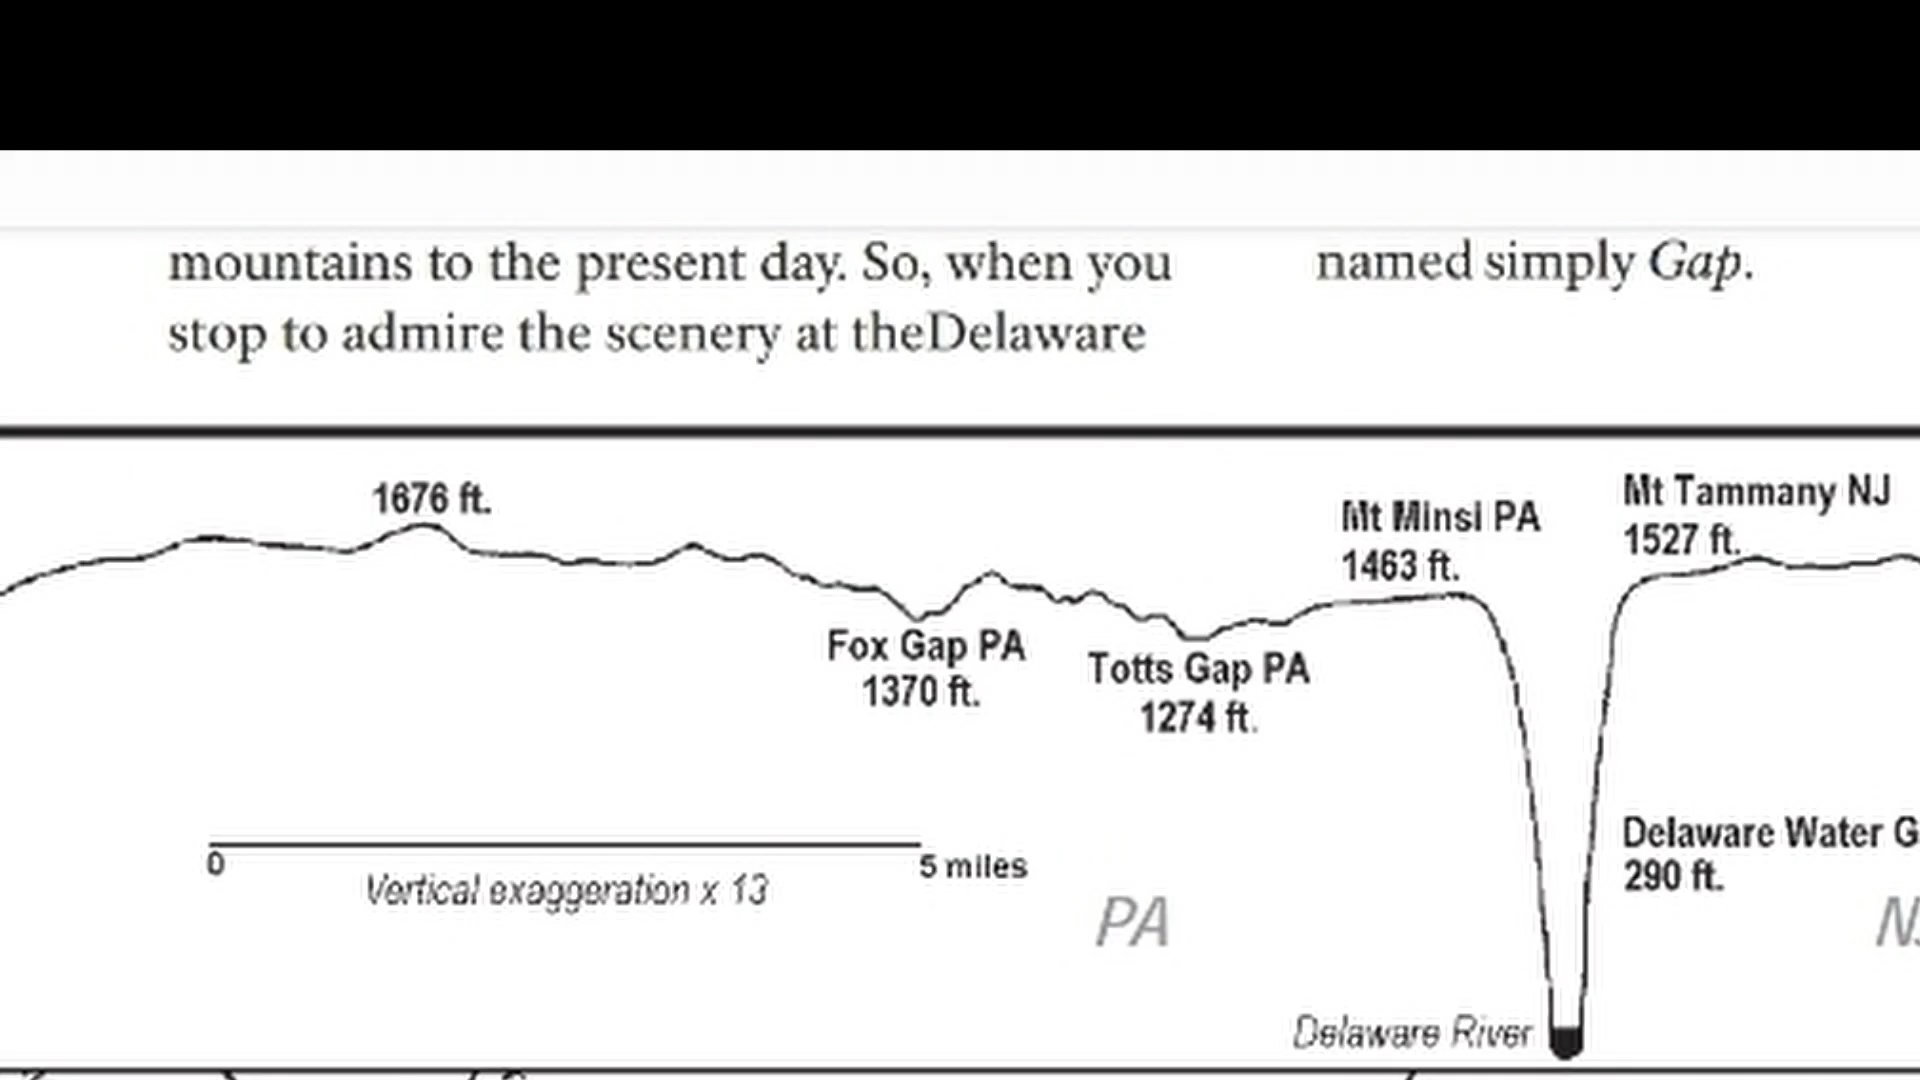 mountains to the present day. So, when you
stop to admire the scenery at theDelaware
named simply Gap.
1676 ft.
Fox Gap PA
1370 ft.
Totts Gap PA
1274 ft.
Mt Minsi PA
1463 ft.
Mt Tammany NJ
1527 ft.
Delaware Water G
290 ft.
0
5 miles
Vertical exaggeration x 13
PA
Delaware River